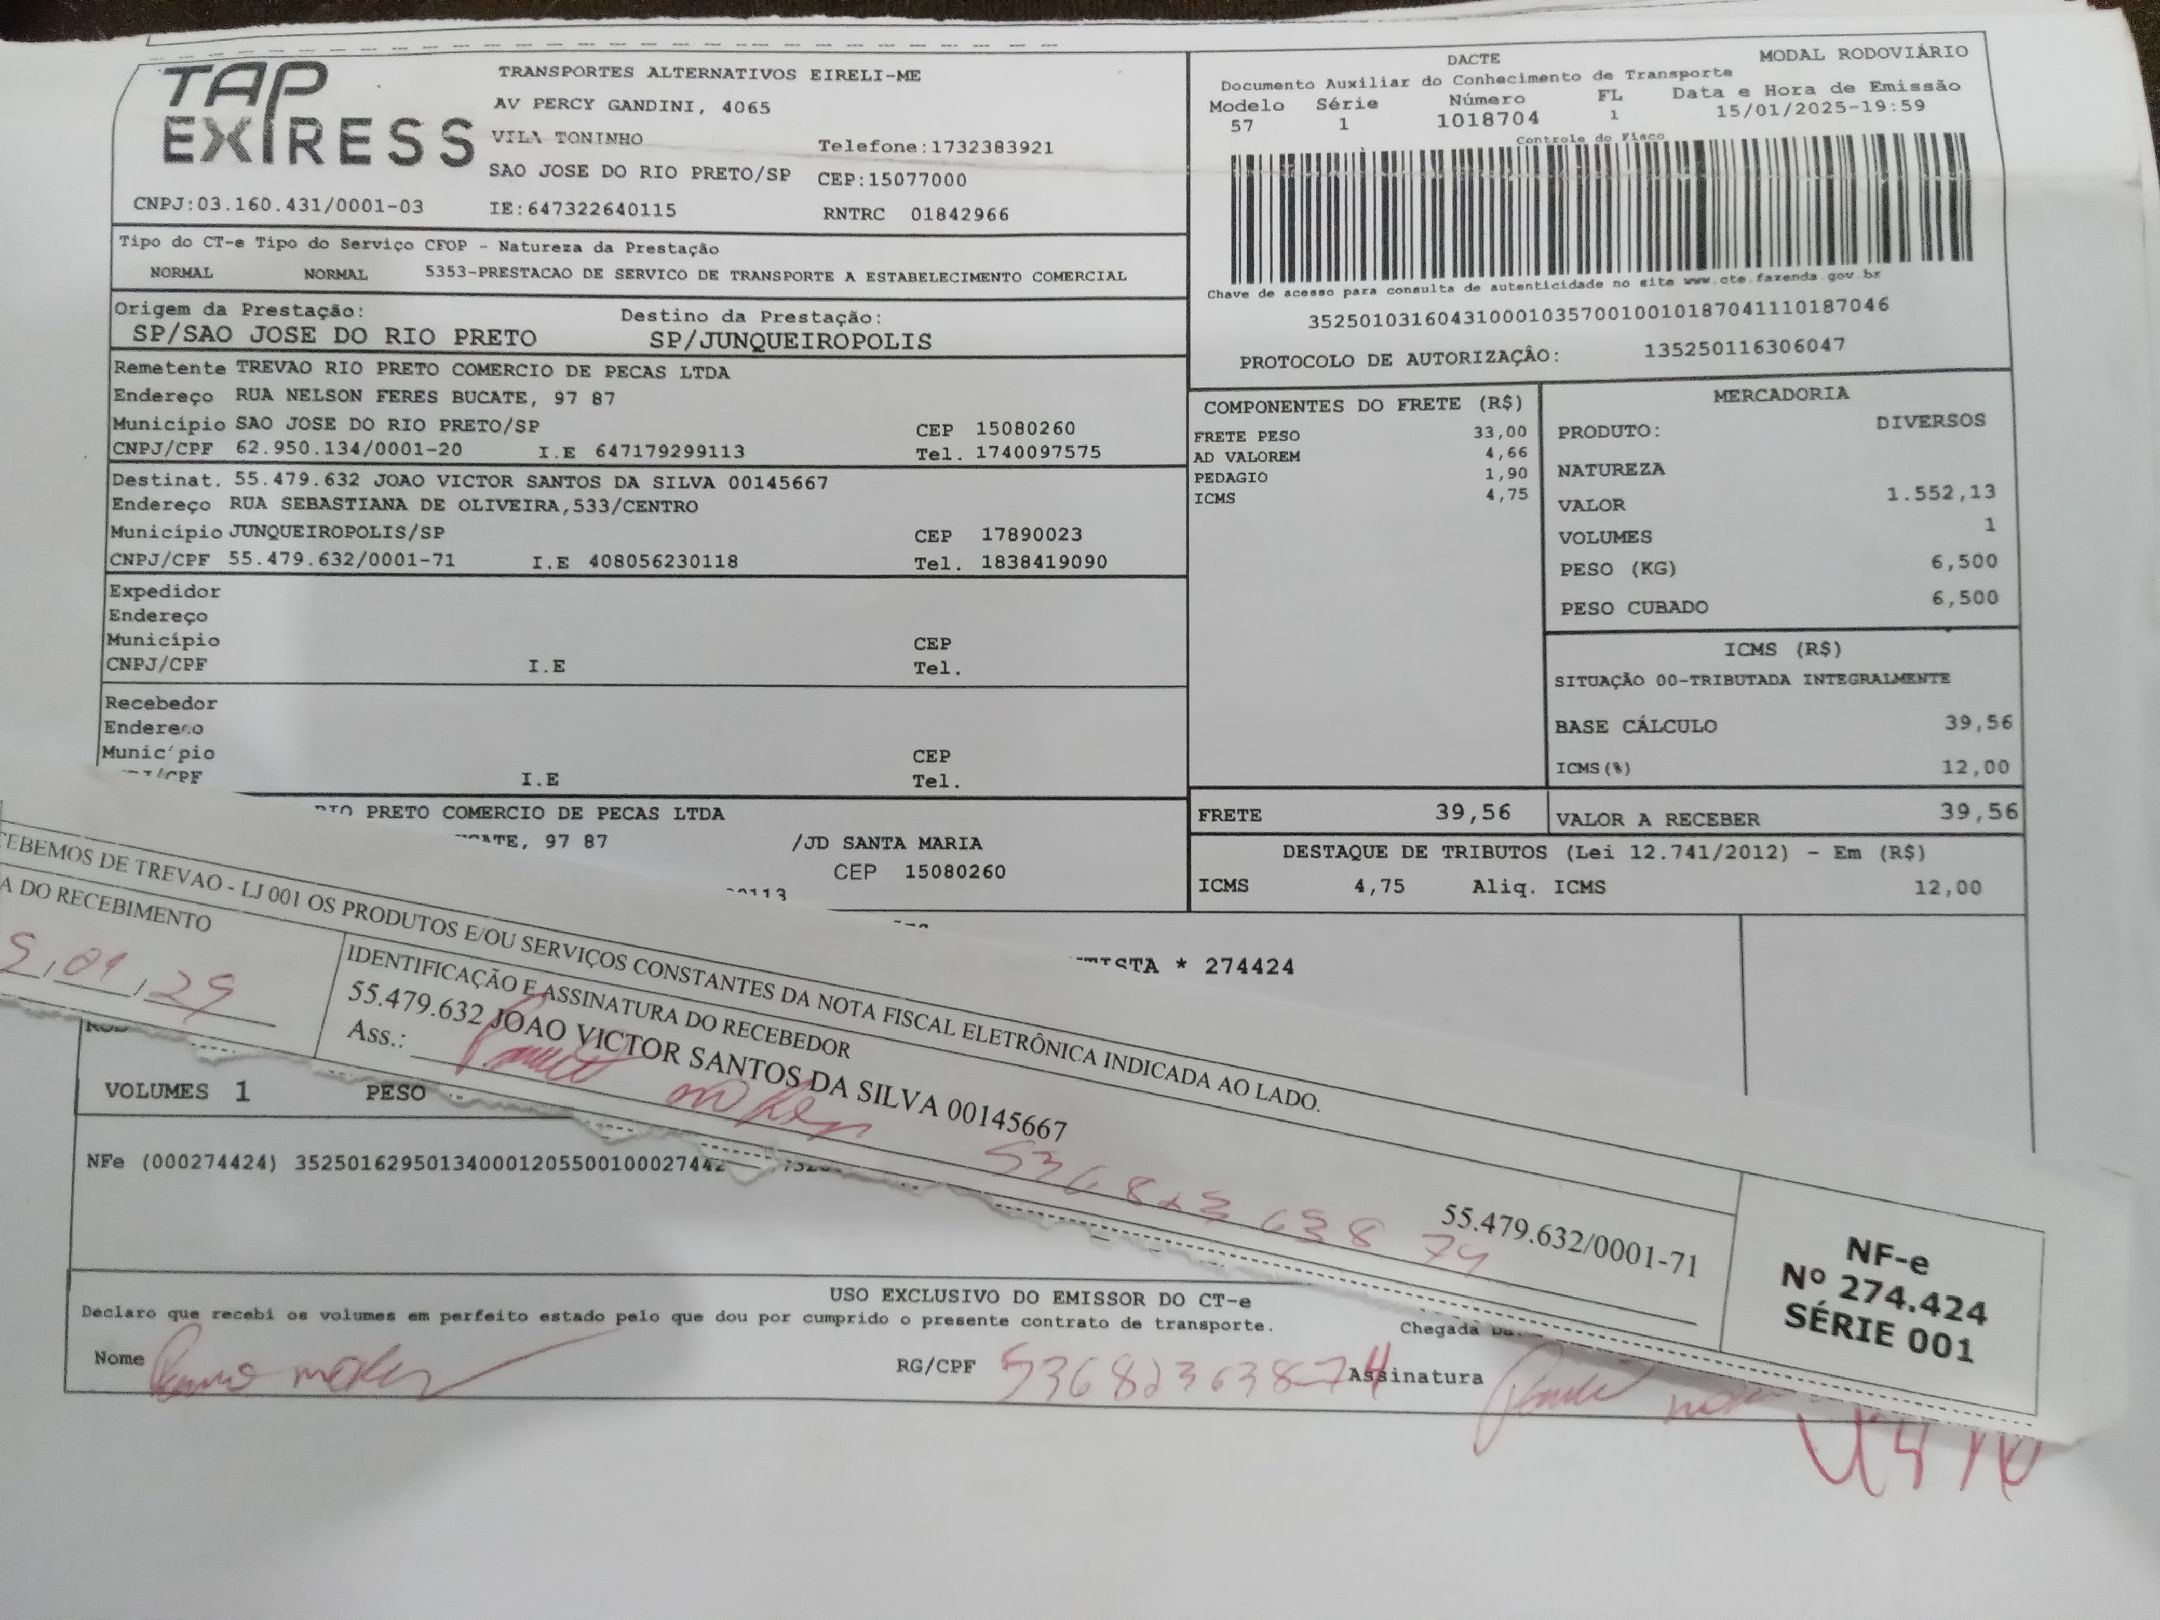 TAP EXPRESS
TRANSPORTES ALTERNATIVOS EIRELI-ME
AV PERCY GANDINI, 4065
VILA TONINHO
Telefone:1732383921
SAO JOSE DO RIO PRETO/SP CEP:15077000
CNPJ:03.160.431/0001-03 IE:647322640115 RNTRC 01842966
DACTE MODAL RODOVIÁRIO
Documento Auxiliar do Conhecimento de Transporte
Modelo Série Número FL Data e Hora de Emissão
57 1 1018704 1 15/01/2025-19:59
Controle do Fisco
Chave de acesso para consulta de autenticidade no site www.cte.fazenda.gov.br
35250103160431000103570010010187041110187046
PROTOCOLO DE AUTORIZAÇÃO: 135250116306047
Tipo do CT-e Tipo do Serviço CFOP - Natureza da Prestação
NORMAL NORMAL 5353-PRESTACAO DE SERVICO DE TRANSPORTE A ESTABELECIMENTO COMERCIAL
Origem da Prestação: Destino da Prestação:
SP/SAO JOSE DO RIO PRETO SP/JUNQUEIROPOLIS
Remetente TREVAO RIO PRETO COMERCIO DE PECAS LTDA
Endereço RUA NELSON FERES BUCATE, 97 87
Município SAO JOSE DO RIO PRETO/SP CEP 15080260
CNPJ/CPF 62.950.134/0001-20 I.E 647179299113 Tel. 1740097575
Destinat. 55.479.632 JOAO VICTOR SANTOS DA SILVA 00145667
Endereço RUA SEBASTIANA DE OLIVEIRA,533/CENTRO
Município JUNQUEIROPOLIS/SP CEP 17890023
CNPJ/CPF 55.479.632/0001-71 I.E 408056230118 Tel. 1838419090
Expedidor
Endereço
Município CEP
CNPJ/CPF I.E Tel.
Recebedor
Endereço
Município CEP
I.E Tel.
COMPONENTES DO FRETE (R$)
FRETE PESO 33,00
AD VALOREM 4,66
PEDAGIO 1,90
ICMS 4,75
MERCADORIA
PRODUTO: DIVERSOS
NATUREZA
VALOR 1.552,13
VOLUMES 1
PESO (KG) 6,500
PESO CUBADO 6,500
ICMS (R$)
SITUAÇÃO 00-TRIBUTADA INTEGRALMENTE
BASE CÁLCULO 39,56
ICMS(%) 12,00
FRETE 39,56 VALOR A RECEBER 39,56
DESTAQUE DE TRIBUTOS (Lei 12.741/2012) - Em (R$)
ICMS 4,75 Aliq. ICMS 12,00
PRETO COMERCIO DE PECAS LTDA
97 87 /JD SANTA MARIA
CEP 15080260
* 274424
DE TREVAO - LJ 001 OS PRODUTOS E/OU SERVIÇOS CONSTANTES DA NOTA FISCAL ELETRÔNICA INDICADA AO LADO.
DO RECEBIMENTO
IDENTIFICAÇÃO E ASSINATURA DO RECEBEDOR
55.479.632 JOAO VICTOR SANTOS DA SILVA 00145667
55.479.632/0001-71
Ass.:
536 823 638 74
NF-e
Nº 274.424
SÉRIE 001
VOLUMES 1 PESO
NFe (000274424)
USO EXCLUSIVO DO EMISSOR DO CT-e
Declaro que recebi os volumes em perfeito estado pelo que dou por cumprido o presente contrato de transporte.
Chegada
Nome
RG/CPF 53682363874 Assinatura